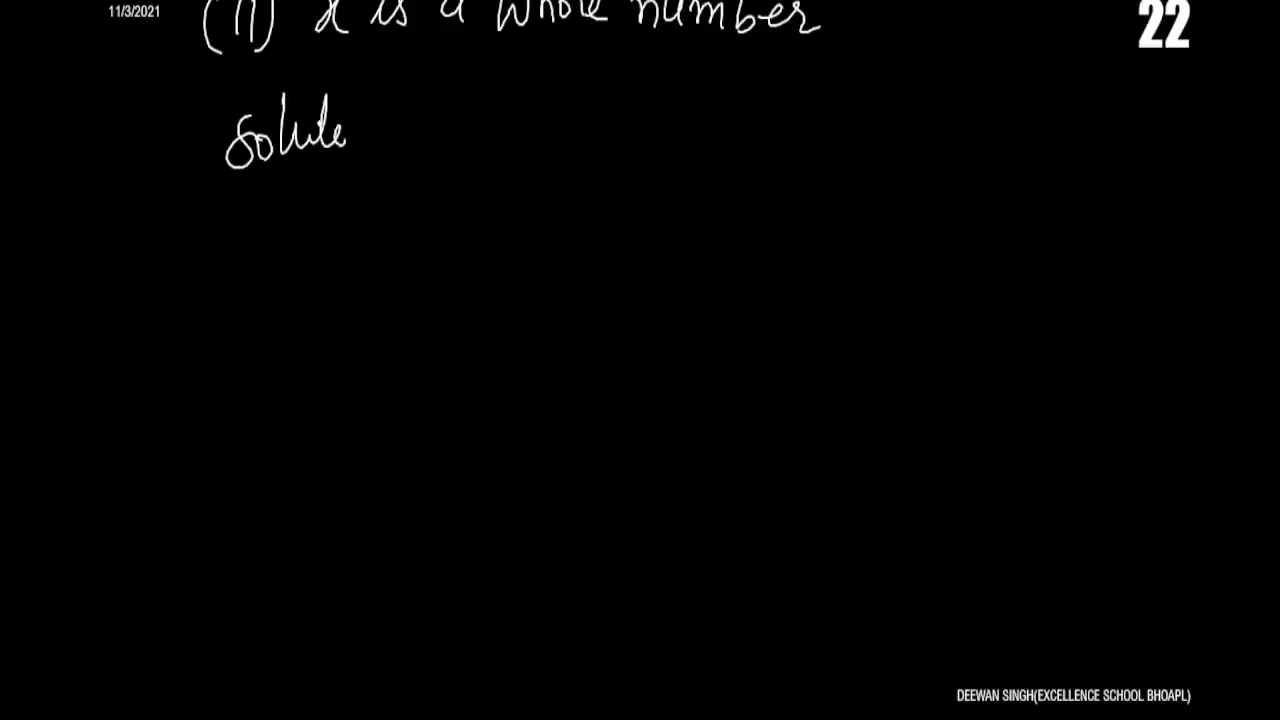 11/3/2021
22
(ii) x is a whole number
solute
DEEWAN SINGH(EXCELLENCE SCHOOL BHOAPL)